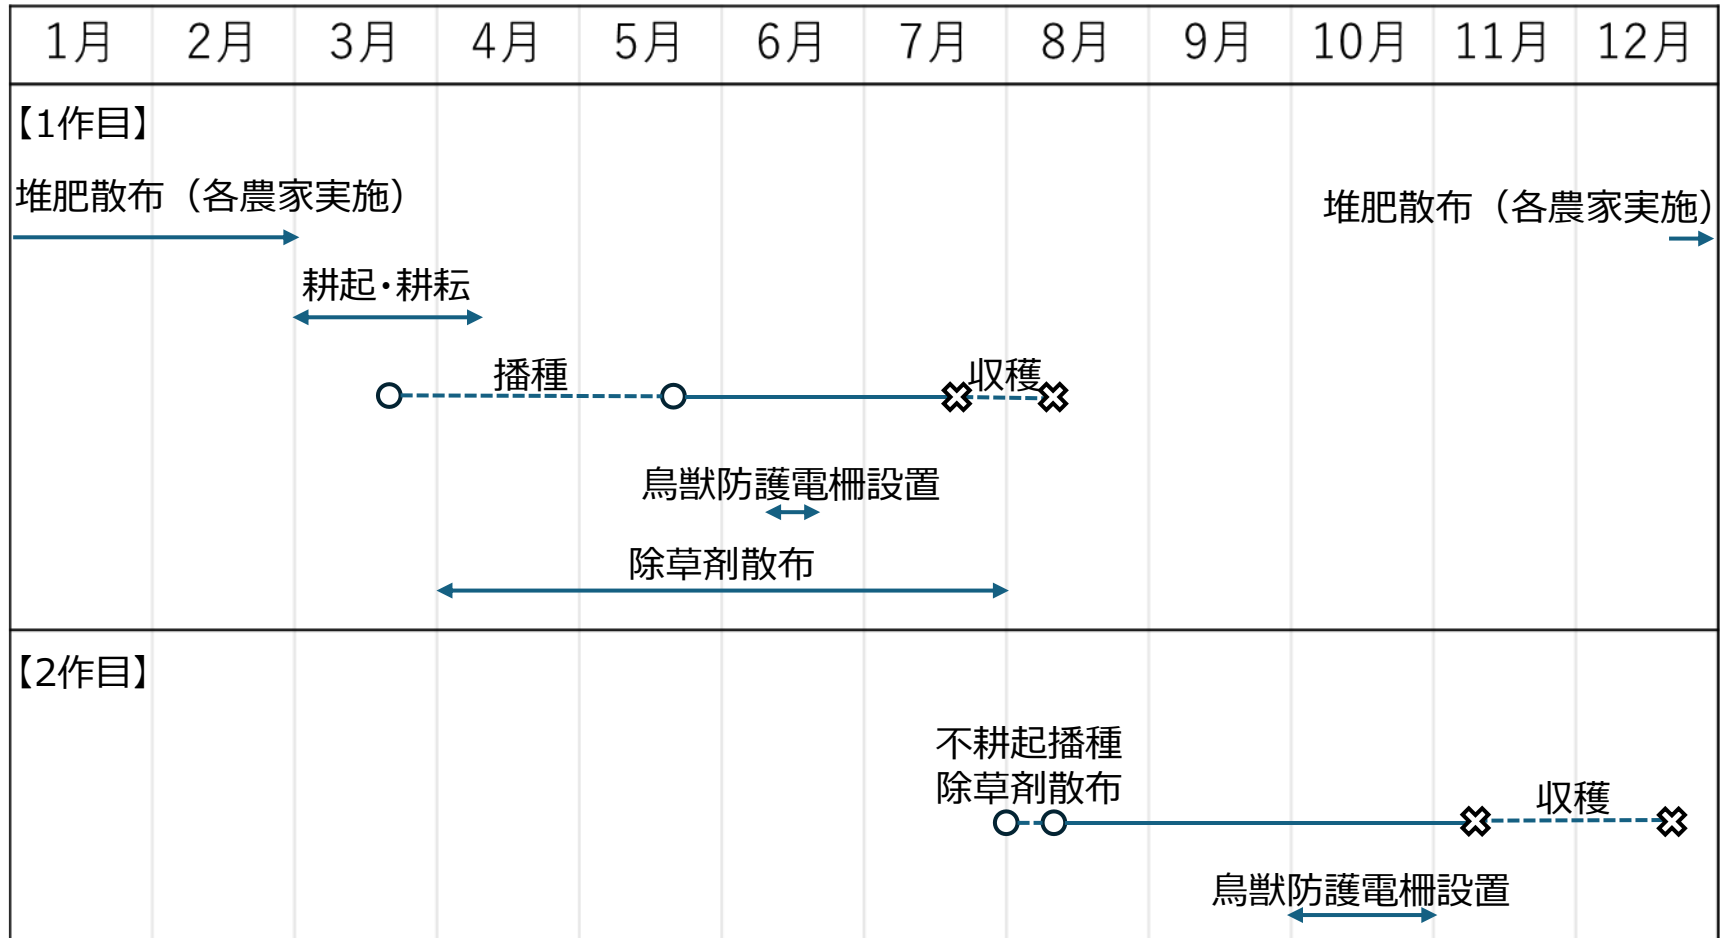 1月 2月 3月 4月 5月 6月 7月 8月 9月 10月 11月 12月
【1作目】
堆肥散布（各農家実施）
堆肥散布（各農家実施）
耕起・耕耘
播種
収穫
鳥獣防護電柵設置
除草剤散布
【2作目】
不耕起播種
除草剤散布
収穫
鳥獣防護電柵設置